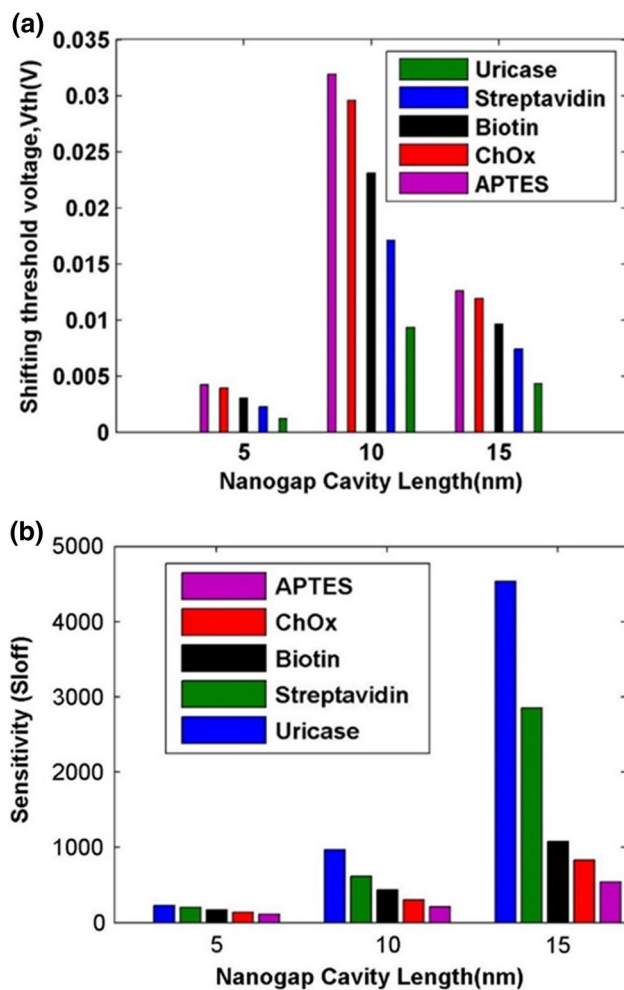 (a)
0.035
0.03
0.025
0.02
0.015
0.01
0.005
0
Shifting threshold voltage,Vth(V)
Uricase
Streptavidin
Biotin
ChOx
APTES
5 10 15
Nanogap Cavity Length(nm)
(b)
5000
4000
3000
2000
1000
0
Sensitivity (SIoff)
APTES
ChOx
Biotin
Streptavidin
Uricase
5 10 15
Nanogap Cavity Length(nm)